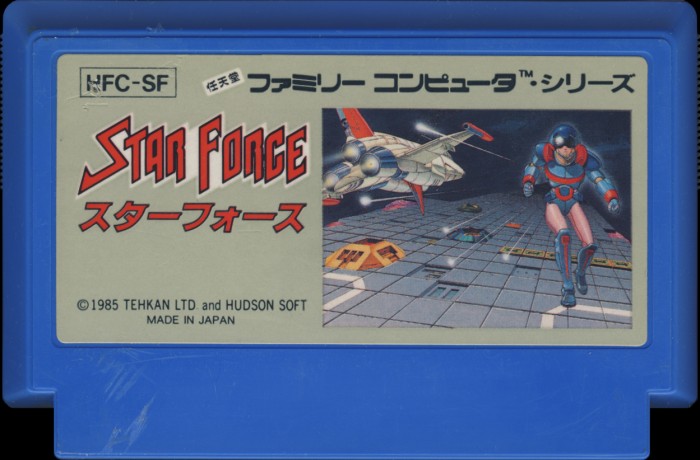 HFC-SF
任天堂 ファミリー コンピュータ™・シリーズ
STAR FORCE
スターフォース
©1985 TEHKAN LTD. and HUDSON SOFT
MADE IN JAPAN